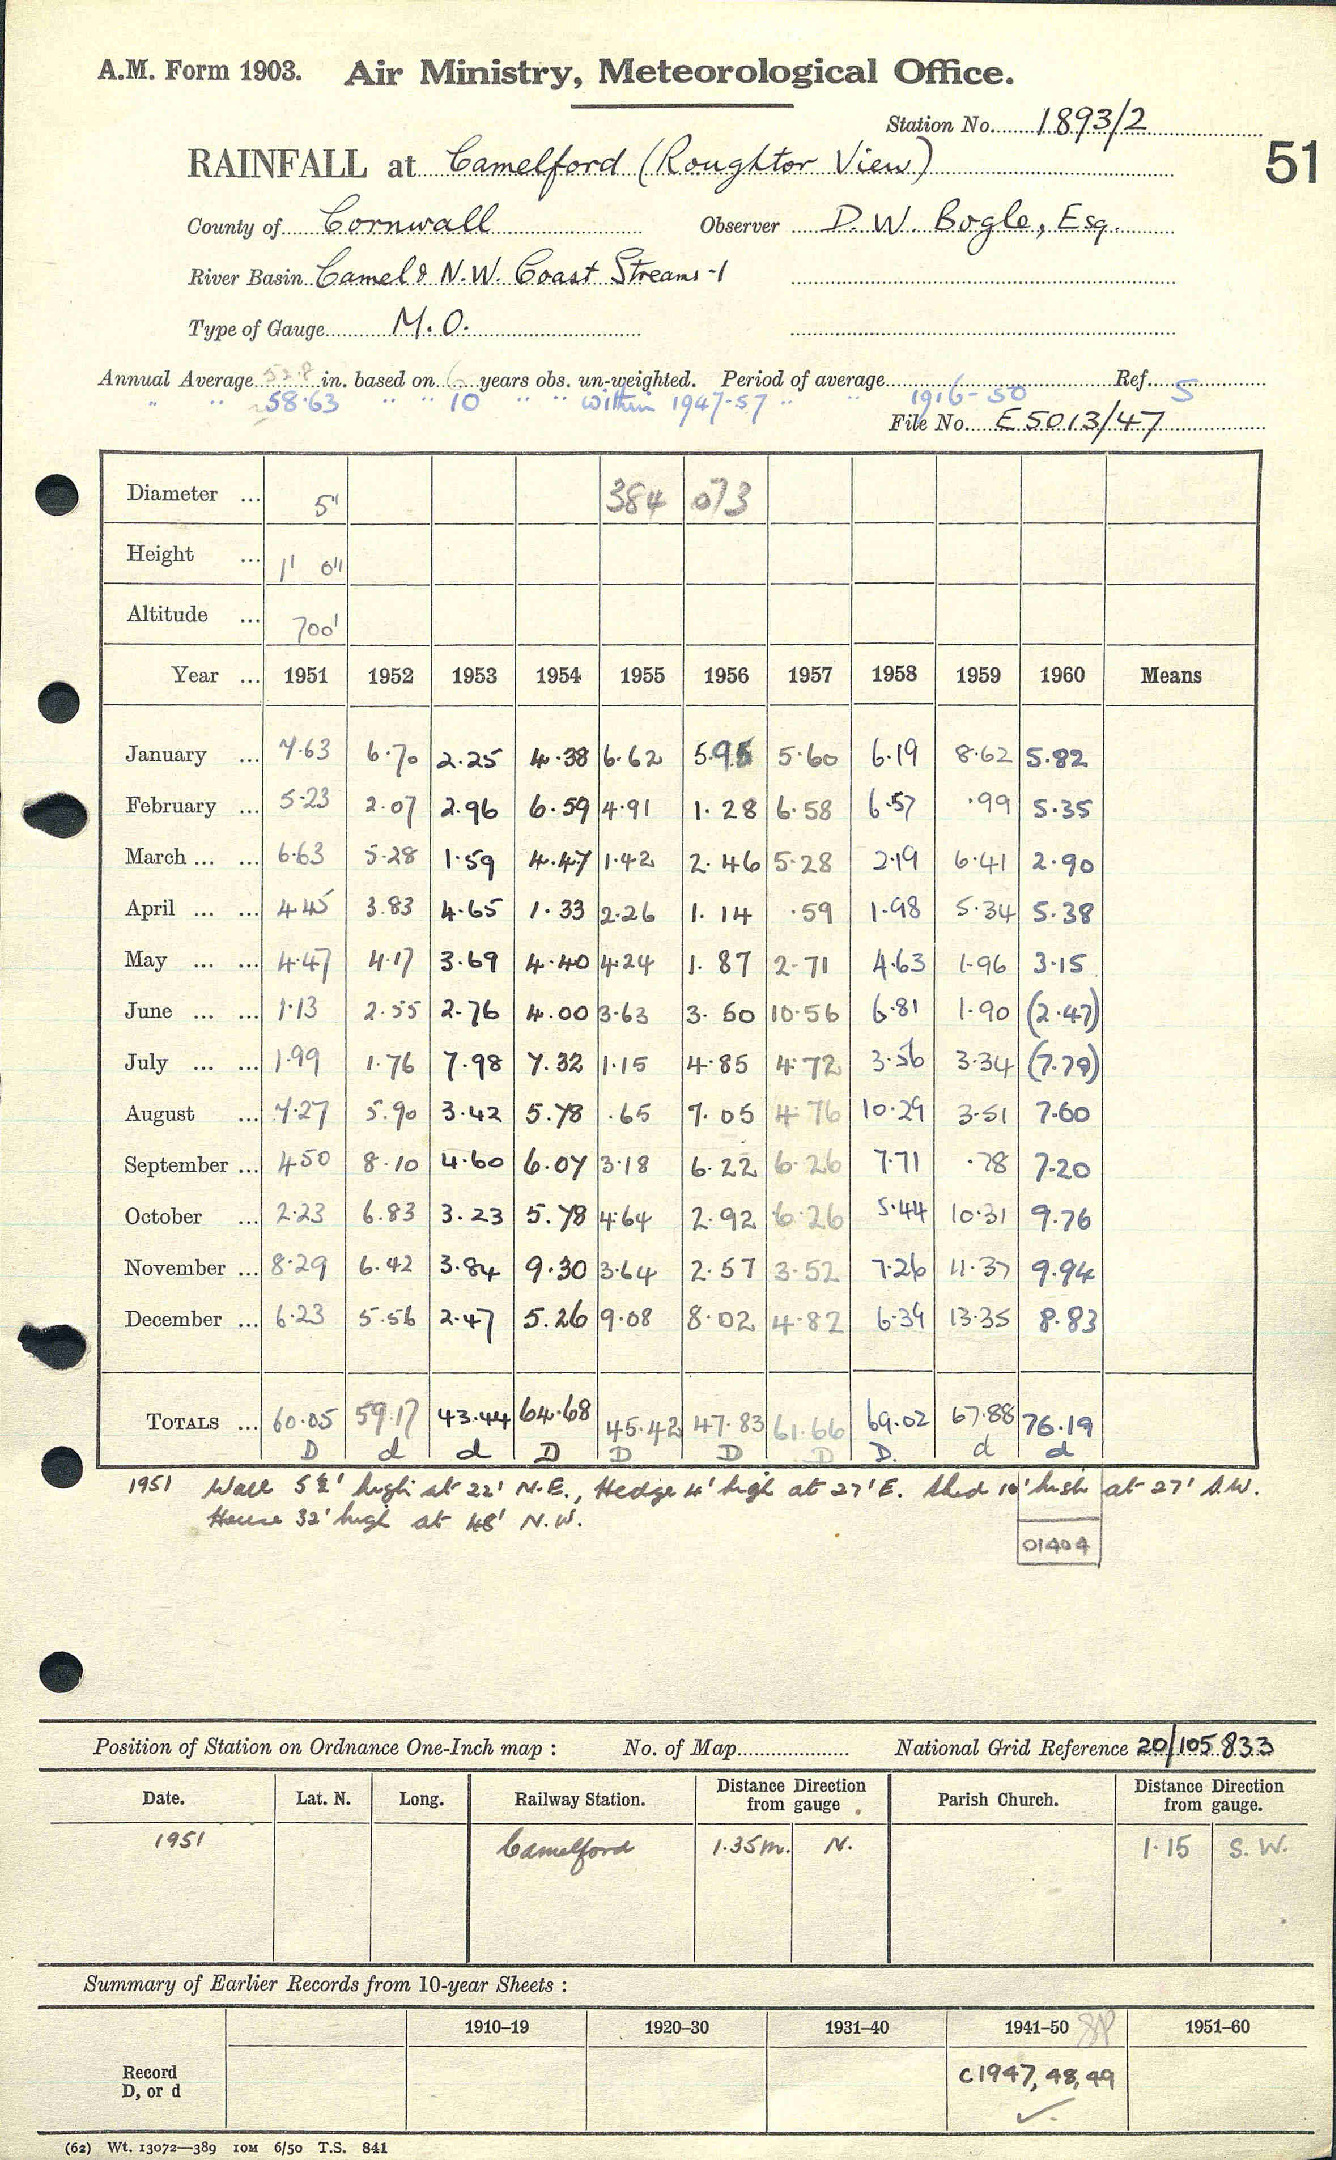 A.M. Form 1903. Air Ministry, Meteorological Office.
Station No. 1893/2
51
RAINFALL at Camelford (Roughtor View)
County of Cornwall Observer D. W. Bogle, Esq.
River Basin Camel & N.W. Coast Streams -1
Type of Gauge M.O.
Annual Average 52.8 in. based on 6 years obs. un-weighted. Period of average Ref. 5
" " 58.63 " " 10 " " within 1947-57 " " 1916-50
File No. E5013/47
Diameter ... 5" 384 073
Height ... 1' 0"
Altitude ... 700'
Year ... 1951 1952 1953 1954 1955 1956 1957 1958 1959 1960 Means
January ... 7.63 6.70 2.25 4.38 6.62 5.95 5.60 6.19 8.62 5.82
February ... 5.23 2.07 2.96 6.59 4.91 1.28 6.58 6.57 .99 5.35
March ... ... 6.63 5.28 1.59 4.47 1.42 2.46 5.28 2.19 6.41 2.90
April ... ... 4.45 3.83 4.65 1.33 2.26 1.14 .59 1.98 5.34 5.38
May ... ... 4.47 4.17 3.69 4.40 4.24 1.87 2.71 4.63 1.96 3.15
June ... ... 1.13 2.55 2.76 4.00 3.63 3.50 10.56 6.81 1.90 (2.47)
July ... ... 1.99 1.76 7.98 7.32 1.15 4.85 4.72 3.56 3.34 (7.79)
August ... 7.27 5.90 3.42 5.78 .65 7.05 4.76 10.29 3.51 7.60
September ... 4.50 8.10 4.60 6.07 3.18 6.22 6.26 7.71 .78 7.20
October ... 2.23 6.83 3.23 5.78 4.64 2.92 6.26 5.44 10.31 9.76
November ... 8.29 6.42 3.84 9.30 3.64 2.57 3.52 7.26 11.37 9.94
December ... 6.23 5.56 2.47 5.26 9.08 8.02 4.82 6.39 13.35 8.83
TOTALS ... 60.05 59.17 43.44 64.68 45.42 47.83 61.66 69.02 67.88 76.19
D d d D D D D D. d d
1951 Wall 5½' high at 22' N.E., Hedge 4' high at 27' E. Shed 10' high at 27' S.W.
House 32' high at 48' N.W.
01404
Position of Station on Ordnance One-Inch map : No. of Map National Grid Reference 20/105 833
Date. Lat. N. Long. Railway Station. Distance Direction from gauge. Parish Church. Distance Direction from gauge.
1951 Camelford 1.35m. N. 1.15 S.W.
Summary of Earlier Records from 10-year Sheets :
1910–19 1920–30 1931–40 1941–50 1951–60
Record D, or d C1947, 48, 49
(62) Wt. 13072—389 10M 6/50 T.S. 841